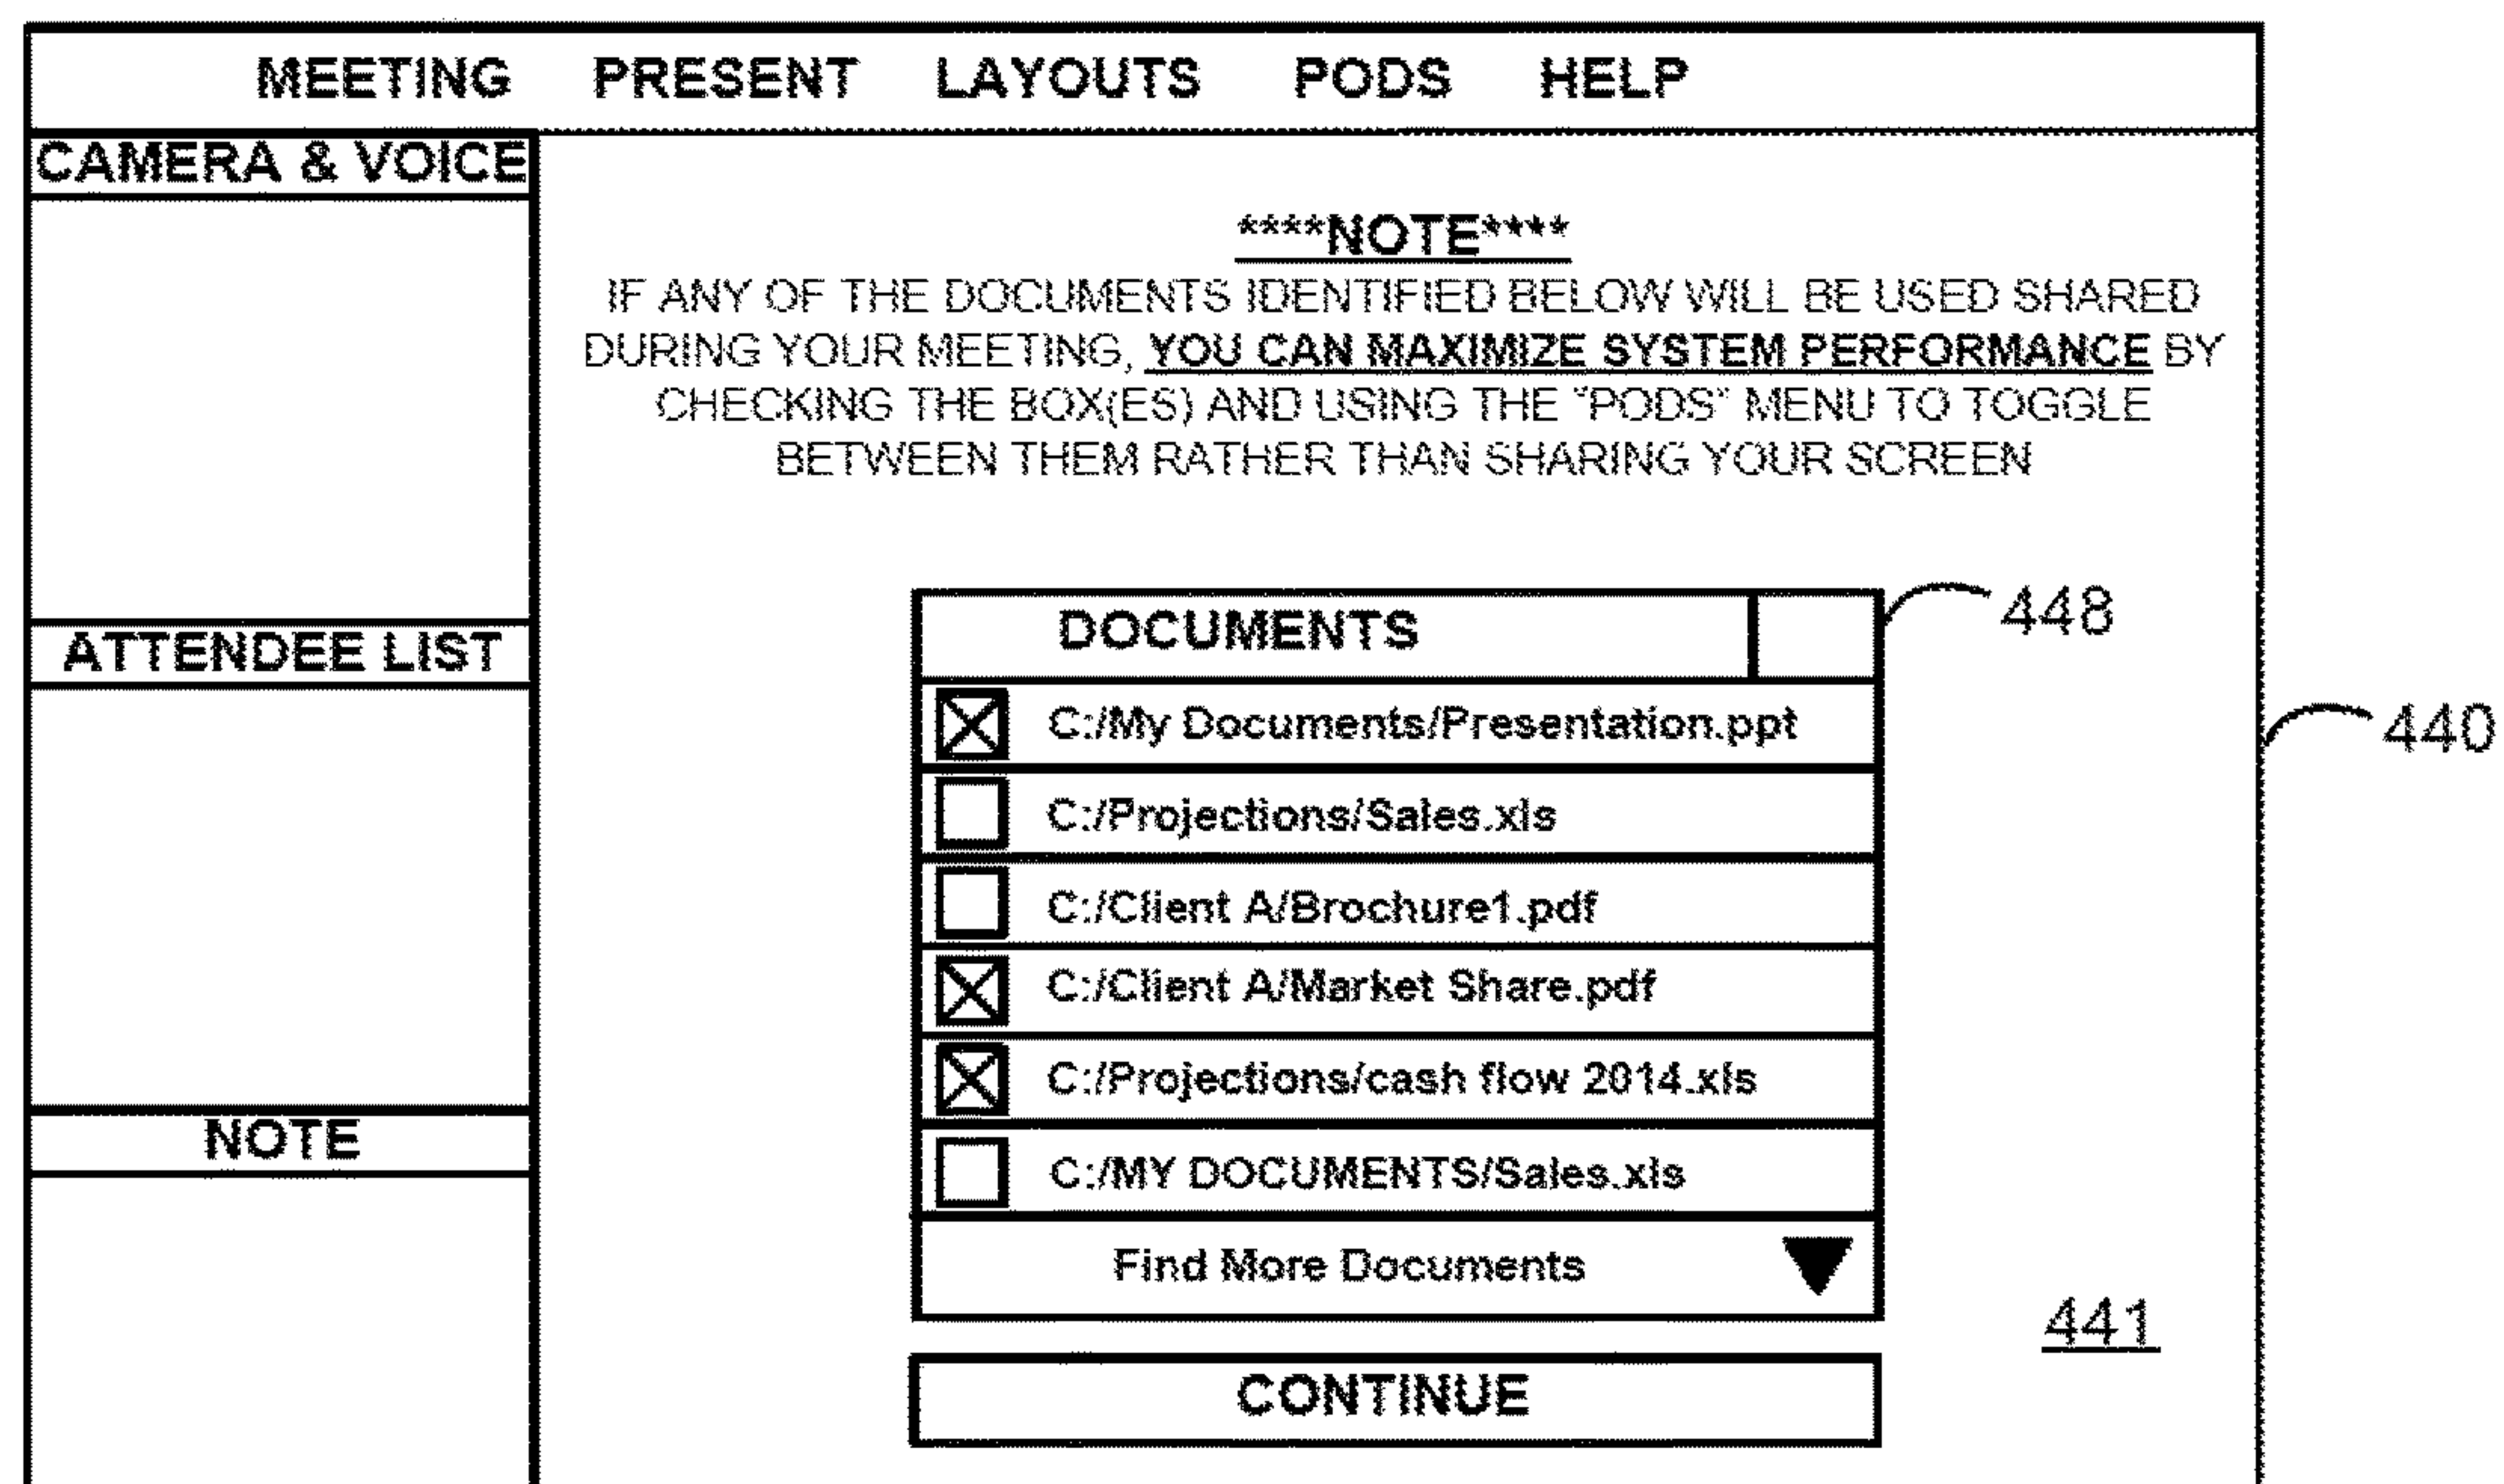 MEETING PRESENT LAYOUTS PODS HELP
CAMERA & VOICE
ATTENDEE LIST
NOTE
****NOTE****
IF ANY OF THE DOCUMENTS IDENTIFIED BELOW WILL BE USED SHARED
DURING YOUR MEETING, YOU CAN MAXIMIZE SYSTEM PERFORMANCE BY
CHECKING THE BOX(ES) AND USING THE "PODS" MENU TO TOGGLE
BETWEEN THEM RATHER THAN SHARING YOUR SCREEN
DOCUMENTS
C:/My Documents/Presentation.ppt
C:/Projections/Sales.xls
C:/Client A/Brochure1.pdf
C:/Client A/Market Share.pdf
C:/Projections/cash flow 2014.xls
C:/MY DOCUMENTS/Sales.xls
Find More Documents
CONTINUE
448
440
441